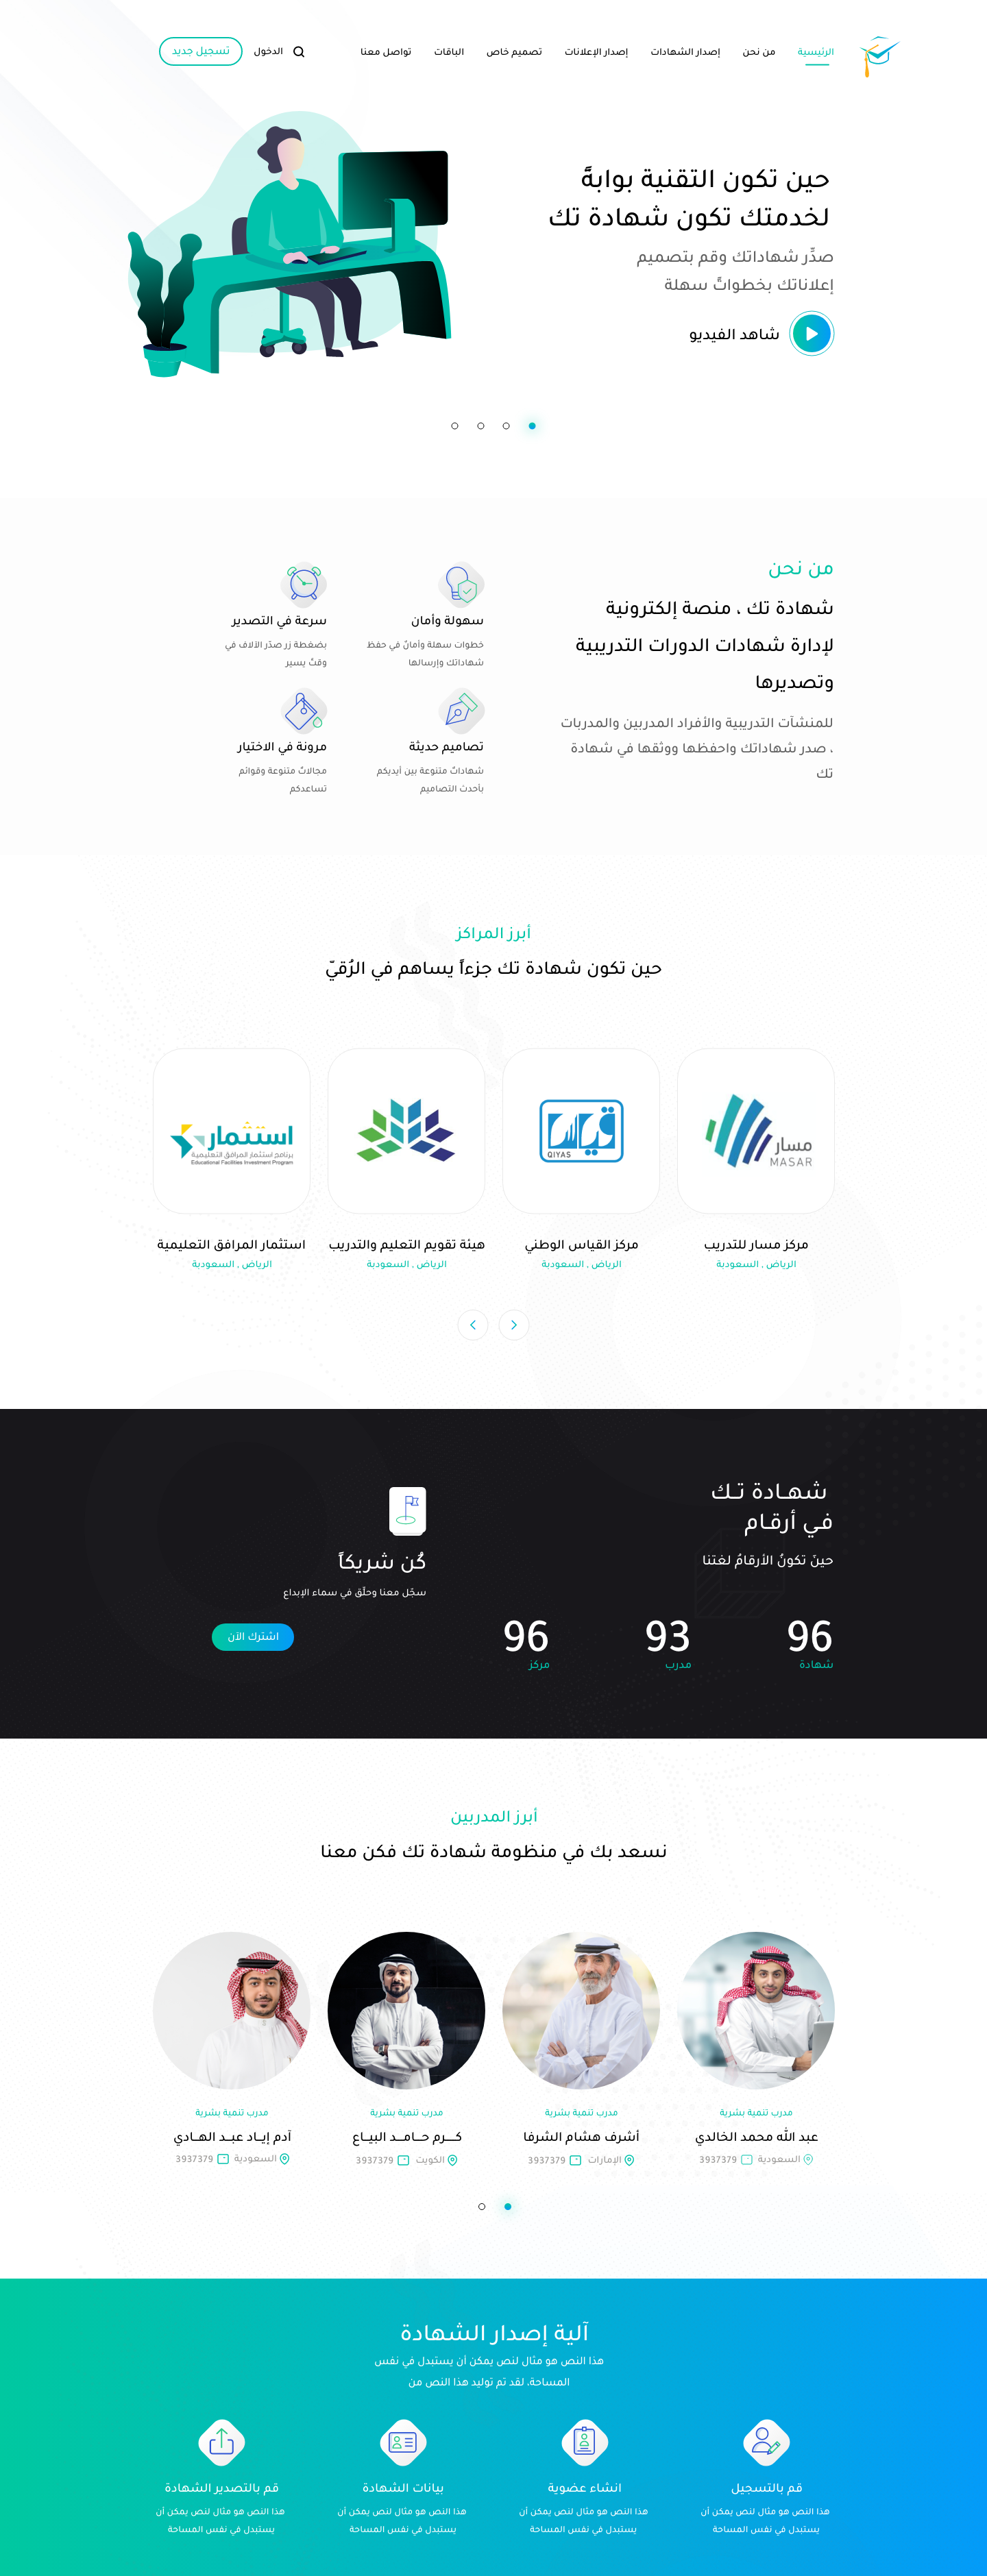 الرئيسية
من نحن
إصدار الشهادات
إصدار الإعلانات
تصميم خاص
الباقات
تواصل معنا
الدخول
تسجيل جديد
حين تكون التقنية بوابةً
لخدمتك تكون شهادة تك
صدِّر شهاداتك وقم بتصميم
إعلاناتك بخطواتٍ سهلة
شاهد الفيديو
من نحن
شهادة تك ، منصة إلكترونية
لإدارة شهادات الدورات التدريبية
وتصديرها
للمنشآت التدريبية والأفراد المدربين والمدربات
، صدر شهاداتك واحفظها ووثقها في شهادة
تك
سهولة وأمان
خطوات سهلة وأمانٌ في حفظ
شهاداتك وإرسالها
سرعة في التصدير
بضغطة زر صدّر الآلاف في
وقتٌ يسير
تصاميم حديثة
شهاداتٌ متنوعة بين أيديكم
بأحدث التصاميم
مرونة في الاختيار
مجالاتٌ متنوعة وقوائم
تساعدكم
أبرز المراكز
حين تكون شهادة تك جزءاً يساهم في الرُقيّ
مسار
MASAR
قياس
QIYAS
استثمار
برنامج استثمار المرافق التعليمية
Educational Facilities Investment Program
مركز مسار للتدريب
الرياض , السعودية
مركز القياس الوطني
الرياض , السعودية
هيئة تقويم التعليم والتدريب
الرياض , السعودية
استثمار المرافق التعليمية
الرياض , السعودية
شهــادة تــك
فـي أرقـام
حينَ تكونُ الأرقامُ لغتنا
96
شهادة
93
مدرب
96
مركز
كُن شريكاً
سجّل معنا وحلّق في سماء الإبداع
اشترك الآن
أبرز المدربين
نسعد بك في منظومة شهادة تك فكن معنا
مدرب تنمية بشرية
عبد الله محمد الخالدي
السعودية 3937379
مدرب تنمية بشرية
أشرف هشام الشرفا
الإمارات 3937379
مدرب تنمية بشرية
كــــرم حـــامـــد البيـــاع
الكويت 3937379
مدرب تنمية بشرية
آدم إيــاد عبــد الهــادي
السعودية 3937379
آلية إصدار الشهادة
هذا النص هو مثال لنص يمكن أن يستبدل في نفس
المساحة، لقد تم توليد هذا النص من
قم بالتسجيل
هذا النص هو مثال لنص يمكن أن
يستبدل في نفس المساحة
انشاء عضوية
هذا النص هو مثال لنص يمكن أن
يستبدل في نفس المساحة
بيانات الشهادة
هذا النص هو مثال لنص يمكن أن
يستبدل في نفس المساحة
قم بالتصدير الشهادة
هذا النص هو مثال لنص يمكن أن
يستبدل في نفس المساحة